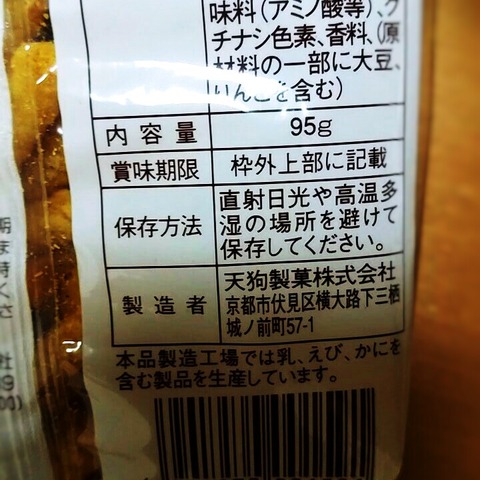 味料(アミノ酸等)、ク
チナシ色素、香料、(原
材料の一部に大豆、
りんごを含む)
内容量 95g
賞味期限 枠外上部に記載
保存方法 直射日光や高温多
湿の場所を避けて
保存してください。
製造者 天狗製菓株式会社
京都市伏見区横大路下三栖
城ノ前町57-1
本品製造工場では乳、えび、かにを
含む製品を生産しています。